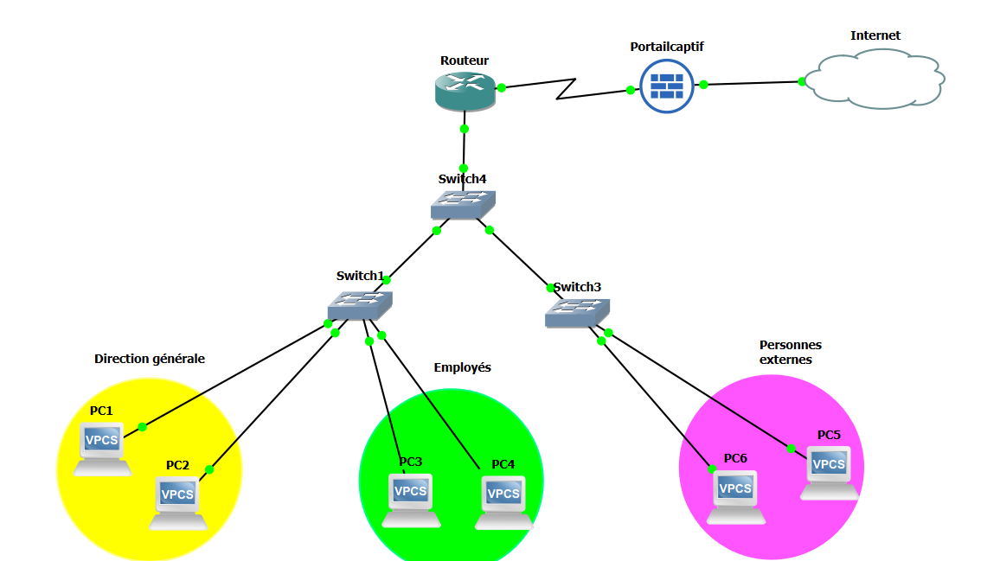 Internet
Portailcaptif
Routeur
Switch4
Switch1
Switch3
Direction générale
Employés
Personnes
externes
PC1
VPCS
PC2
VPCS
PC3
VPCS
PC4
VPCS
PC6
VPCS
PC5
VPCS